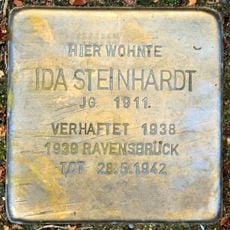 HIER WOHNTE
IDA STEINHARDT
JG. 1911
VERHAFTET 1938
1939 RAVENSBRÜCK
TOT 28.5.1942